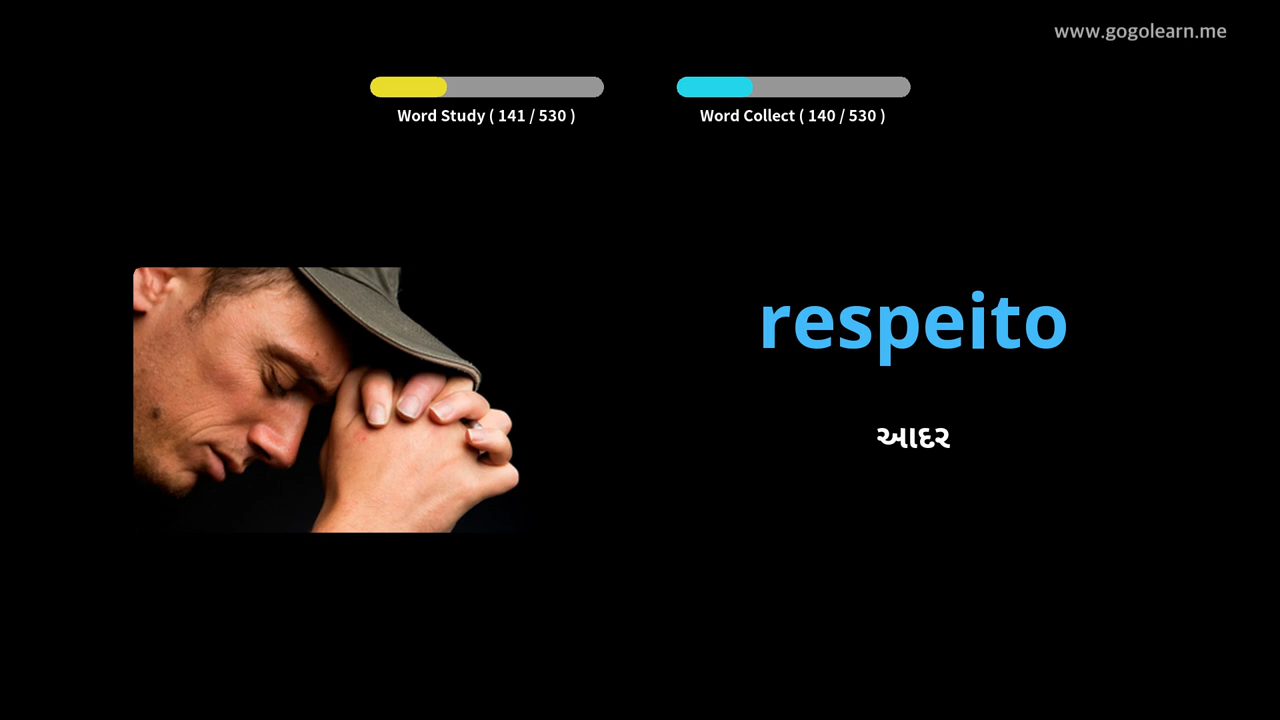 www.gogolearn.me
Word Study ( 141 / 530 )
Word Collect ( 140 / 530 )
respeito
આદર